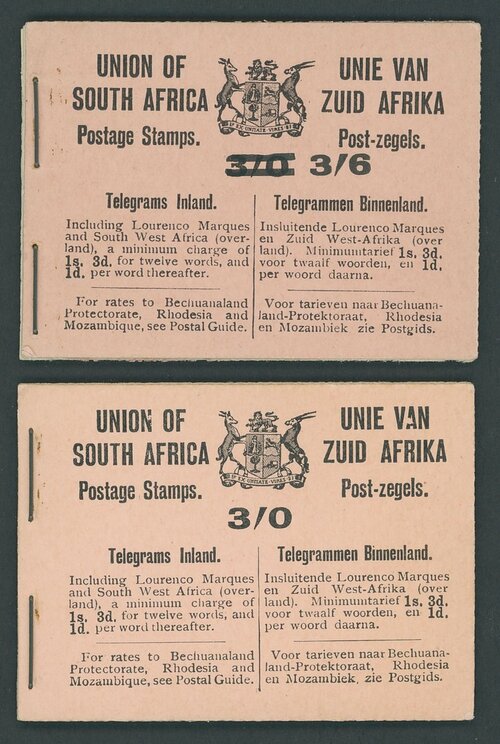 UNION OF
SOUTH AFRICA
Postage Stamps.
UNIE VAN
ZUID AFRIKA
Post-zegels.
EX UNITATE VIRES
3/0 3/6
Telegrams Inland.
Including Lourenco Marques
and South West Africa (over-
land), a minimum charge of
1s. 3d. for twelve words, and
1d. per word thereafter.
For rates to Bechuanaland
Protectorate, Rhodesia and
Mozambique, see Postal Guide.
Telegrammen Binnenland.
Insluitende Lourenco Marques
en Zuid West-Afrika (over
land). Minimumtarief 1s. 3d.
voor twaalf woorden, en 1d.
per woord daarna.
Voor tarieven naar Bechuana-
land-Protektoraat, Rhodesia
en Mozambiek zie Postgids.
UNION OF
SOUTH AFRICA
Postage Stamps.
UNIE VAN
ZUID AFRIKA
Post-zegels.
EX UNITATE VIRES
3/0
Telegrams Inland.
Including Lourenco Marques
and South West Africa (over-
land), a minimum charge of
1s. 3d. for twelve words, and
1d. per word thereafter.
For rates to Bechuanaland
Protectorate, Rhodesia and
Mozambique, see Postal Guide.
Telegrammen Binnenland.
Insluitende Lourenco Marques
en Zuid West-Afrika (over-
land). Minimumtarief 1s. 3d.
voor twaalf woorden, en 1d.
per woord daarna.
Voor tarieven naar Bechuana-
land-Protektoraat, Rhodesia
en Mozambiek, zie Postgids.